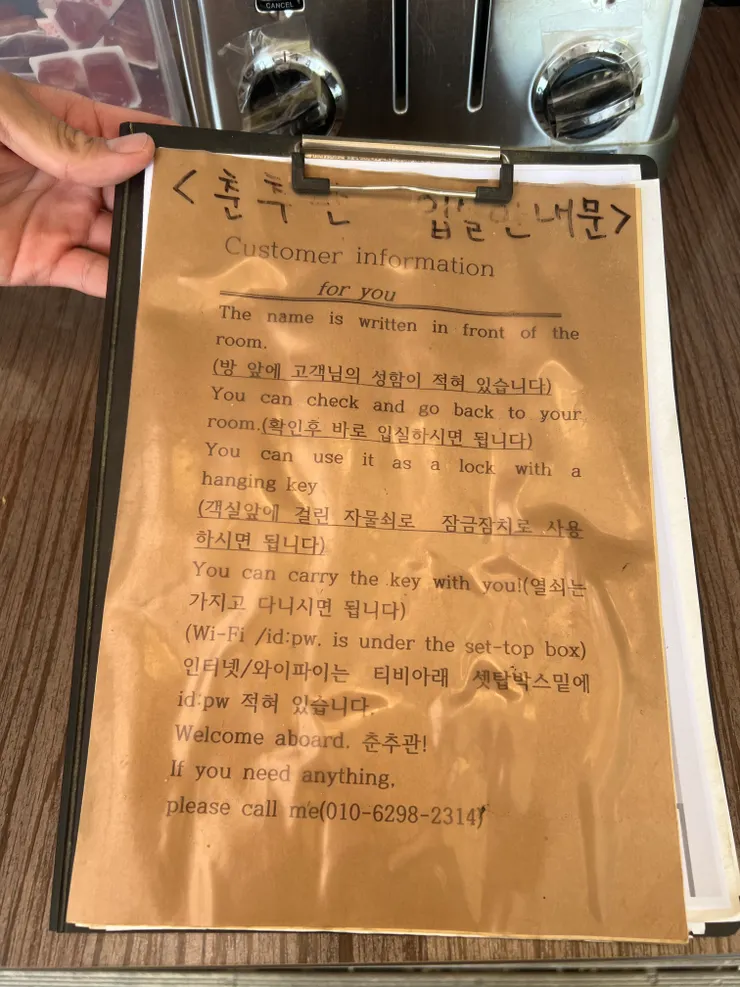 CANCEL
<춘추관 입실안내문>
Customer information
for you
The name is written in front of the
room.
(방 앞에 고객님의 성함이 적혀 있습니다)
You can check and go back to your
room.(확인후 바로 입실하시면 됩니다)
You can use it as a lock with a
hanging key
(객실앞에 걸린 자물쇠로 잠금잠치로 사용
하시면 됩니다)
You can carry the key with you!(열쇠는
가지고 다니시면 됩니다)
(Wi-Fi /id:pw. is under the set-top box)
인터넷/와이파이는 티비아래 셋탑박스밑에
id:pw 적혀 있습니다.
Welcome aboard. 춘추관!
If you need anything,
please call me(010-6298-2314)